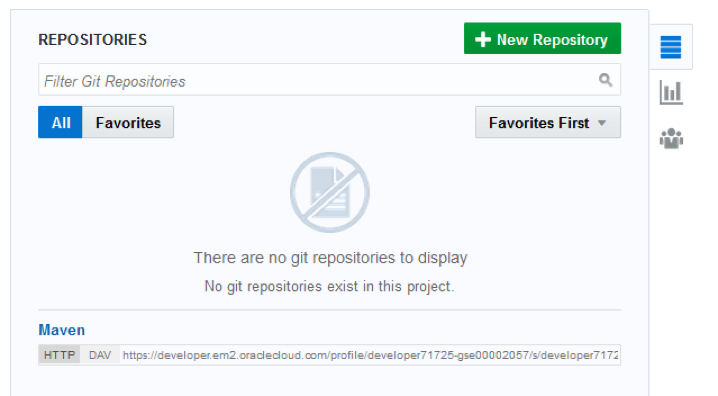 REPOSITORIES
New Repository
Filter Git Repositories
All Favorites
Favorites First
There are no git repositories to display
No git repositories exist in this project.
Maven
HTTP DAV https://developer.em2.oraclecloud.com/profile/developer71725-gse00002057/s/developer7172